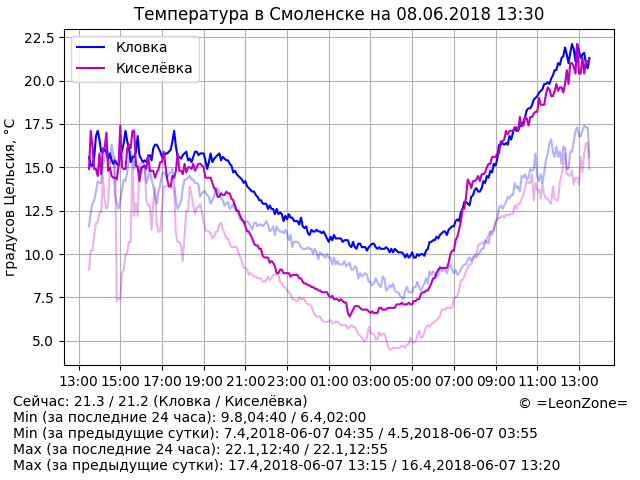 Температура в Смоленске на 08.06.2018 13:30
градусов Цельсия, °C
22.5
20.0
17.5
15.0
12.5
10.0
7.5
5.0
Кловка
Киселёвка
13:00 15:00 17:00 19:00 21:00 23:00 01:00 03:00 05:00 07:00 09:00 11:00 13:00
Сейчас: 21.3 / 21.2 (Кловка / Киселёвка)
© =LeonZone=
Min (за последние 24 часа): 9.8,04:40 / 6.4,02:00
Min (за предыдущие сутки): 7.4,2018-06-07 04:35 / 4.5,2018-06-07 03:55
Max (за последние 24 часа): 22.1,12:40 / 22.1,12:55
Max (за предыдущие сутки): 17.4,2018-06-07 13:15 / 16.4,2018-06-07 13:20